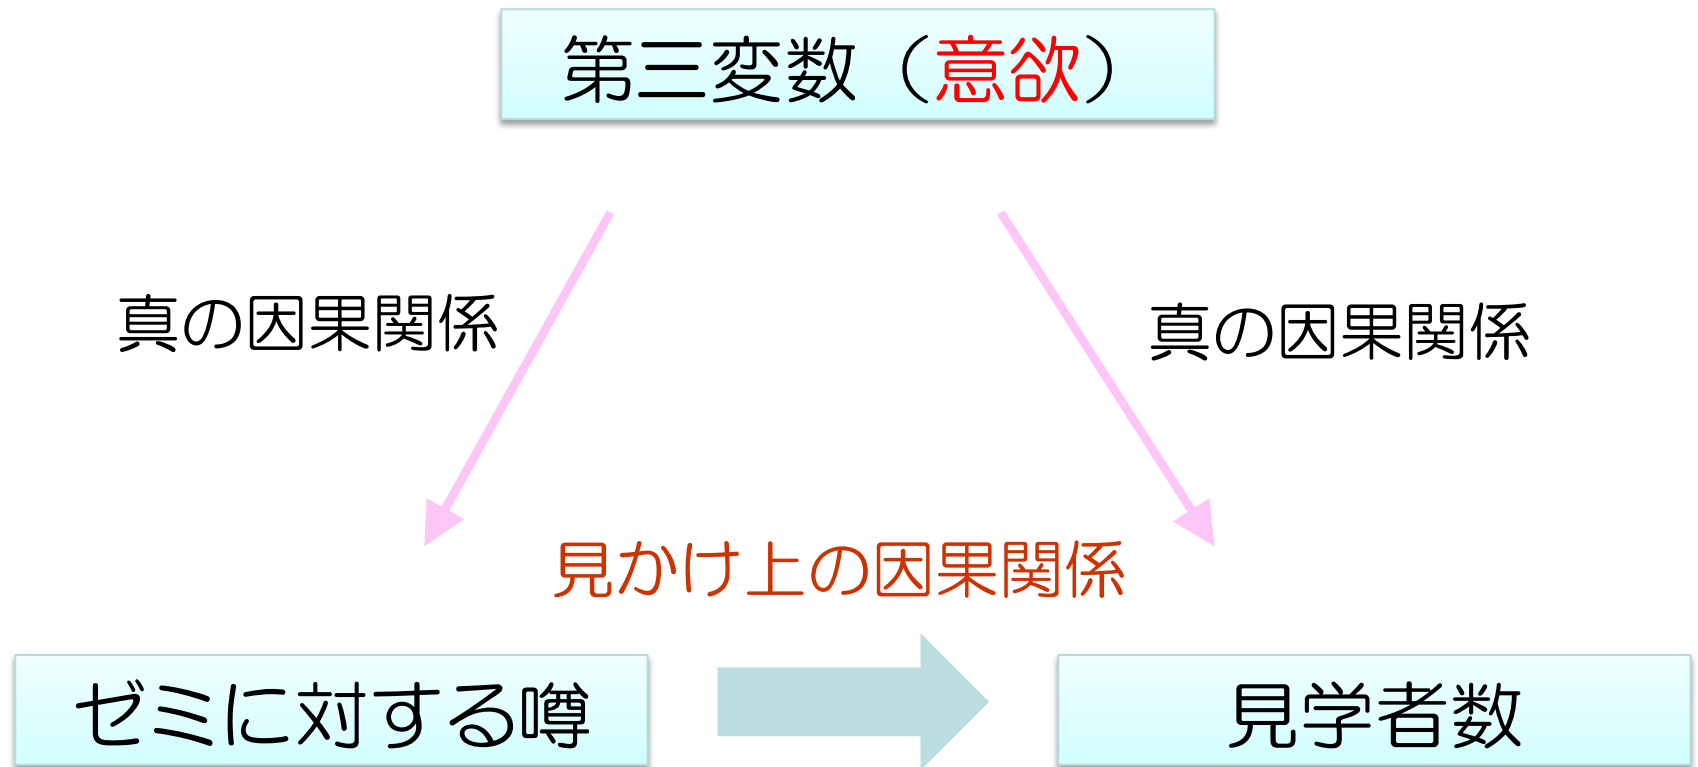 第三変数（意欲）
真の因果関係
真の因果関係
見かけ上の因果関係
ゼミに対する噂
見学者数